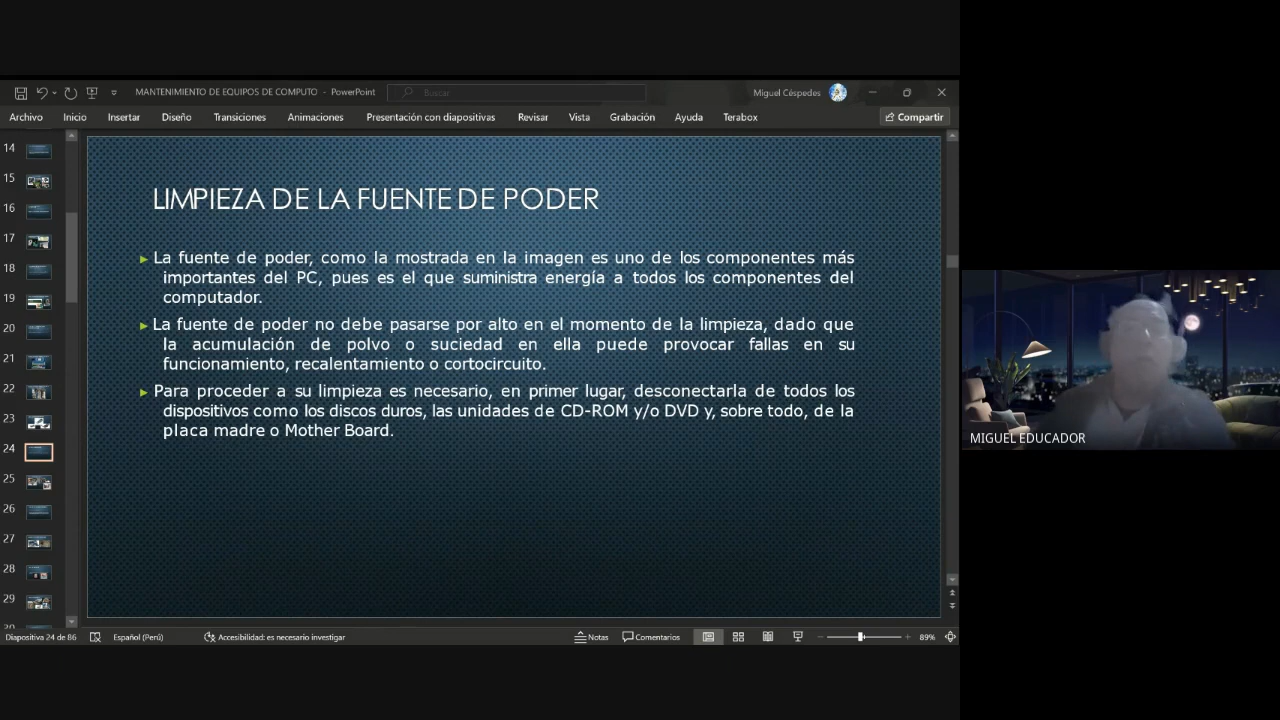 MANTENIMIENTO DE EQUIPOS DE COMPUTO - PowerPoint
Buscar
Miguel Céspedes
Archivo
Inicio
Insertar
Diseño
Transiciones
Animaciones
Presentación con diapositivas
Revisar
Vista
Grabación
Ayuda
Terabox
Compartir
14
15
16
17
18
19
20
21
22
23
24
25
26
27
28
29
30
LIMPIEZA DE LA FUENTE DE PODER
La fuente de poder, como la mostrada en la imagen es uno de los componentes más
importantes del PC, pues es el que suministra energía a todos los componentes del
computador.
La fuente de poder no debe pasarse por alto en el momento de la limpieza, dado que
la acumulación de polvo o suciedad en ella puede provocar fallas en su
funcionamiento, recalentamiento o cortocircuito.
Para proceder a su limpieza es necesario, en primer lugar, desconectarla de todos los
dispositivos como los discos duros, las unidades de CD-ROM y/o DVD y, sobre todo, de la
placa madre o Mother Board.
MIGUEL EDUCADOR
Diapositiva 24 de 86
Español (Perú)
Accesibilidad: es necesario investigar
Notas
Comentarios
89%